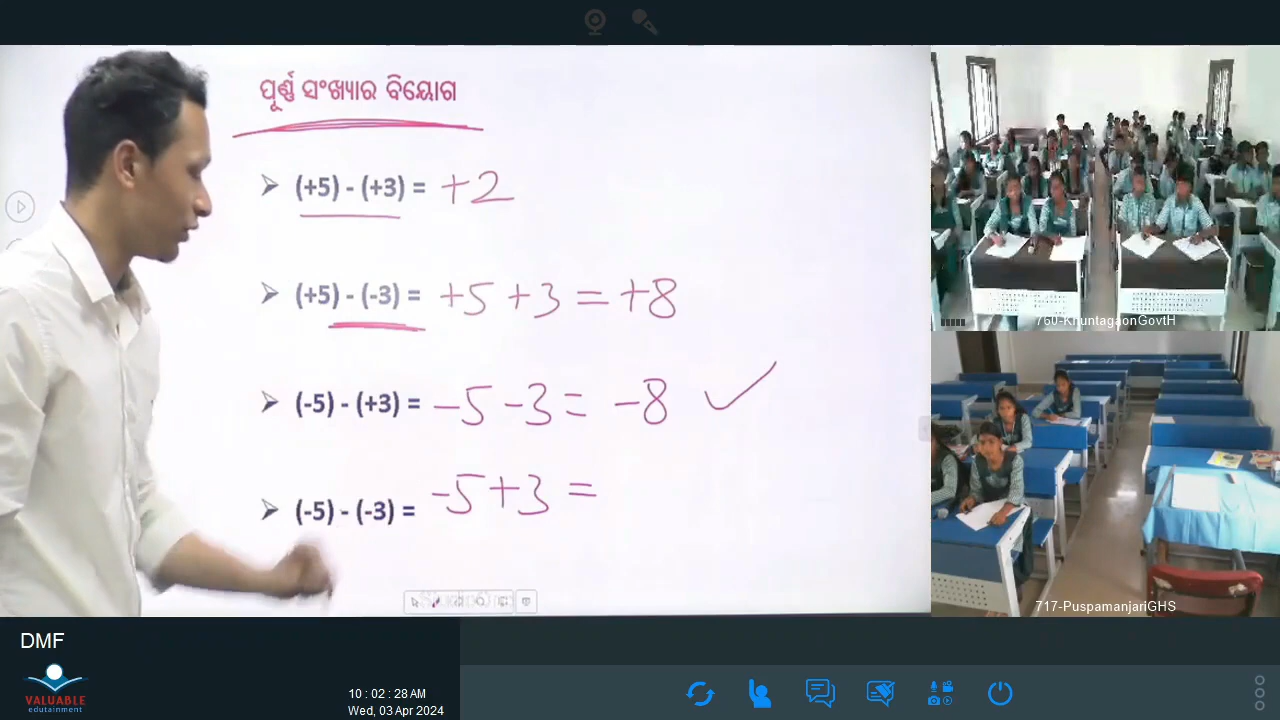 ପୂର୍ଣ୍ଣ ସଂଖ୍ୟାର ବିୟୋଗ
(+5) - (+3) = +2
(+5) - (-3) = +5 +3 = +8
(-5) - (+3) = -5 -3 = -8 ✓
(-5) - (-3) = -5+3 =
760-KhuntagaonGovtH
717-PuspamanjariGHS
DMF
VALUABLE
edutainment
10 : 02 : 28 AM
Wed, 03 Apr 2024